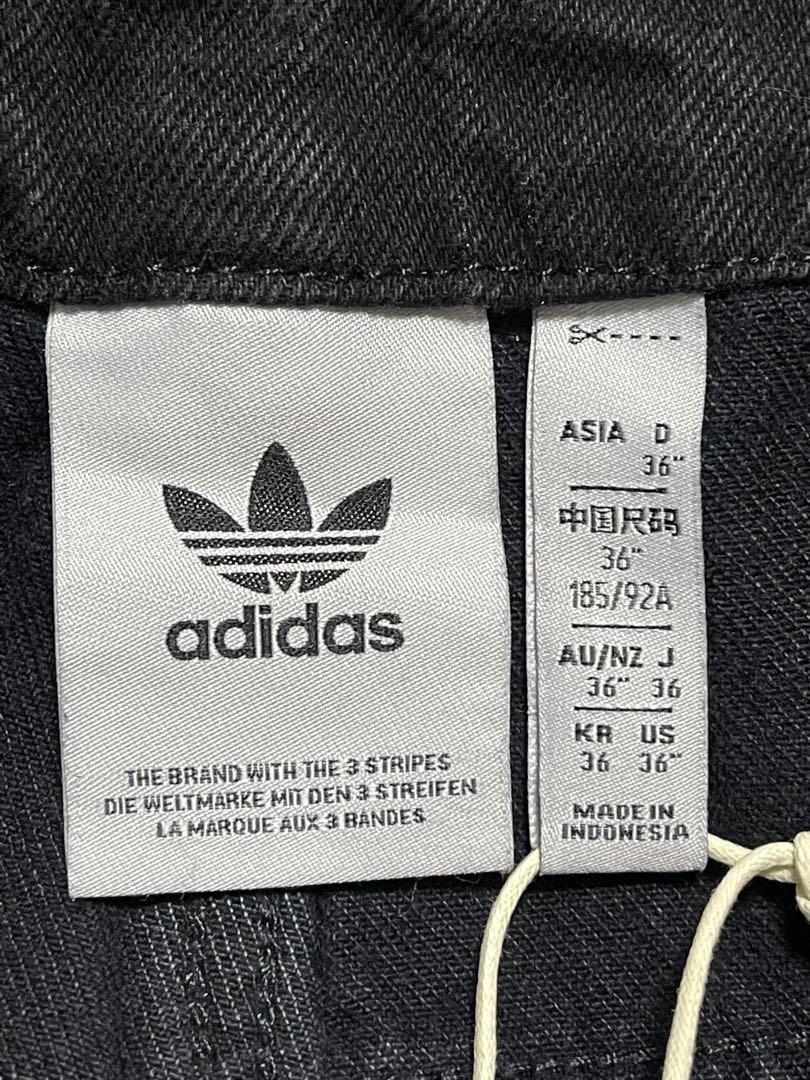 adidas
THE BRAND WITH THE 3 STRIPES
DIE WELTMARKE MIT DEN 3 STREIFEN
LA MARQUE AUX 3 BANDES
ASIA D
36"
中国尺码
36"
185/92A
AU/NZ J
36" 36
KR US
36 36"
MADE IN
INDONESIA